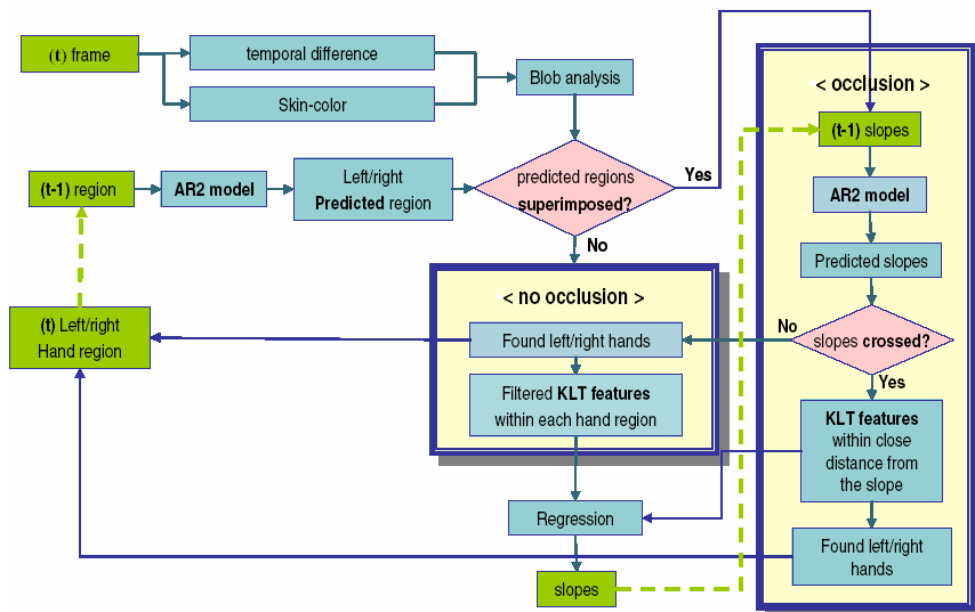 (t) frame
temporal difference
Skin-color
Blob analysis
(t-1) region
AR2 model
Left/right
Predicted region
predicted regions
superimposed?
Yes
No
< no occlusion >
Found left/right hands
Filtered KLT features
within each hand region
(t) Left/right
Hand region
Regression
slopes
< occlusion >
(t-1) slopes
AR2 model
Predicted slopes
slopes crossed?
No
Yes
KLT features
within close
distance from
the slope
Found left/right
hands